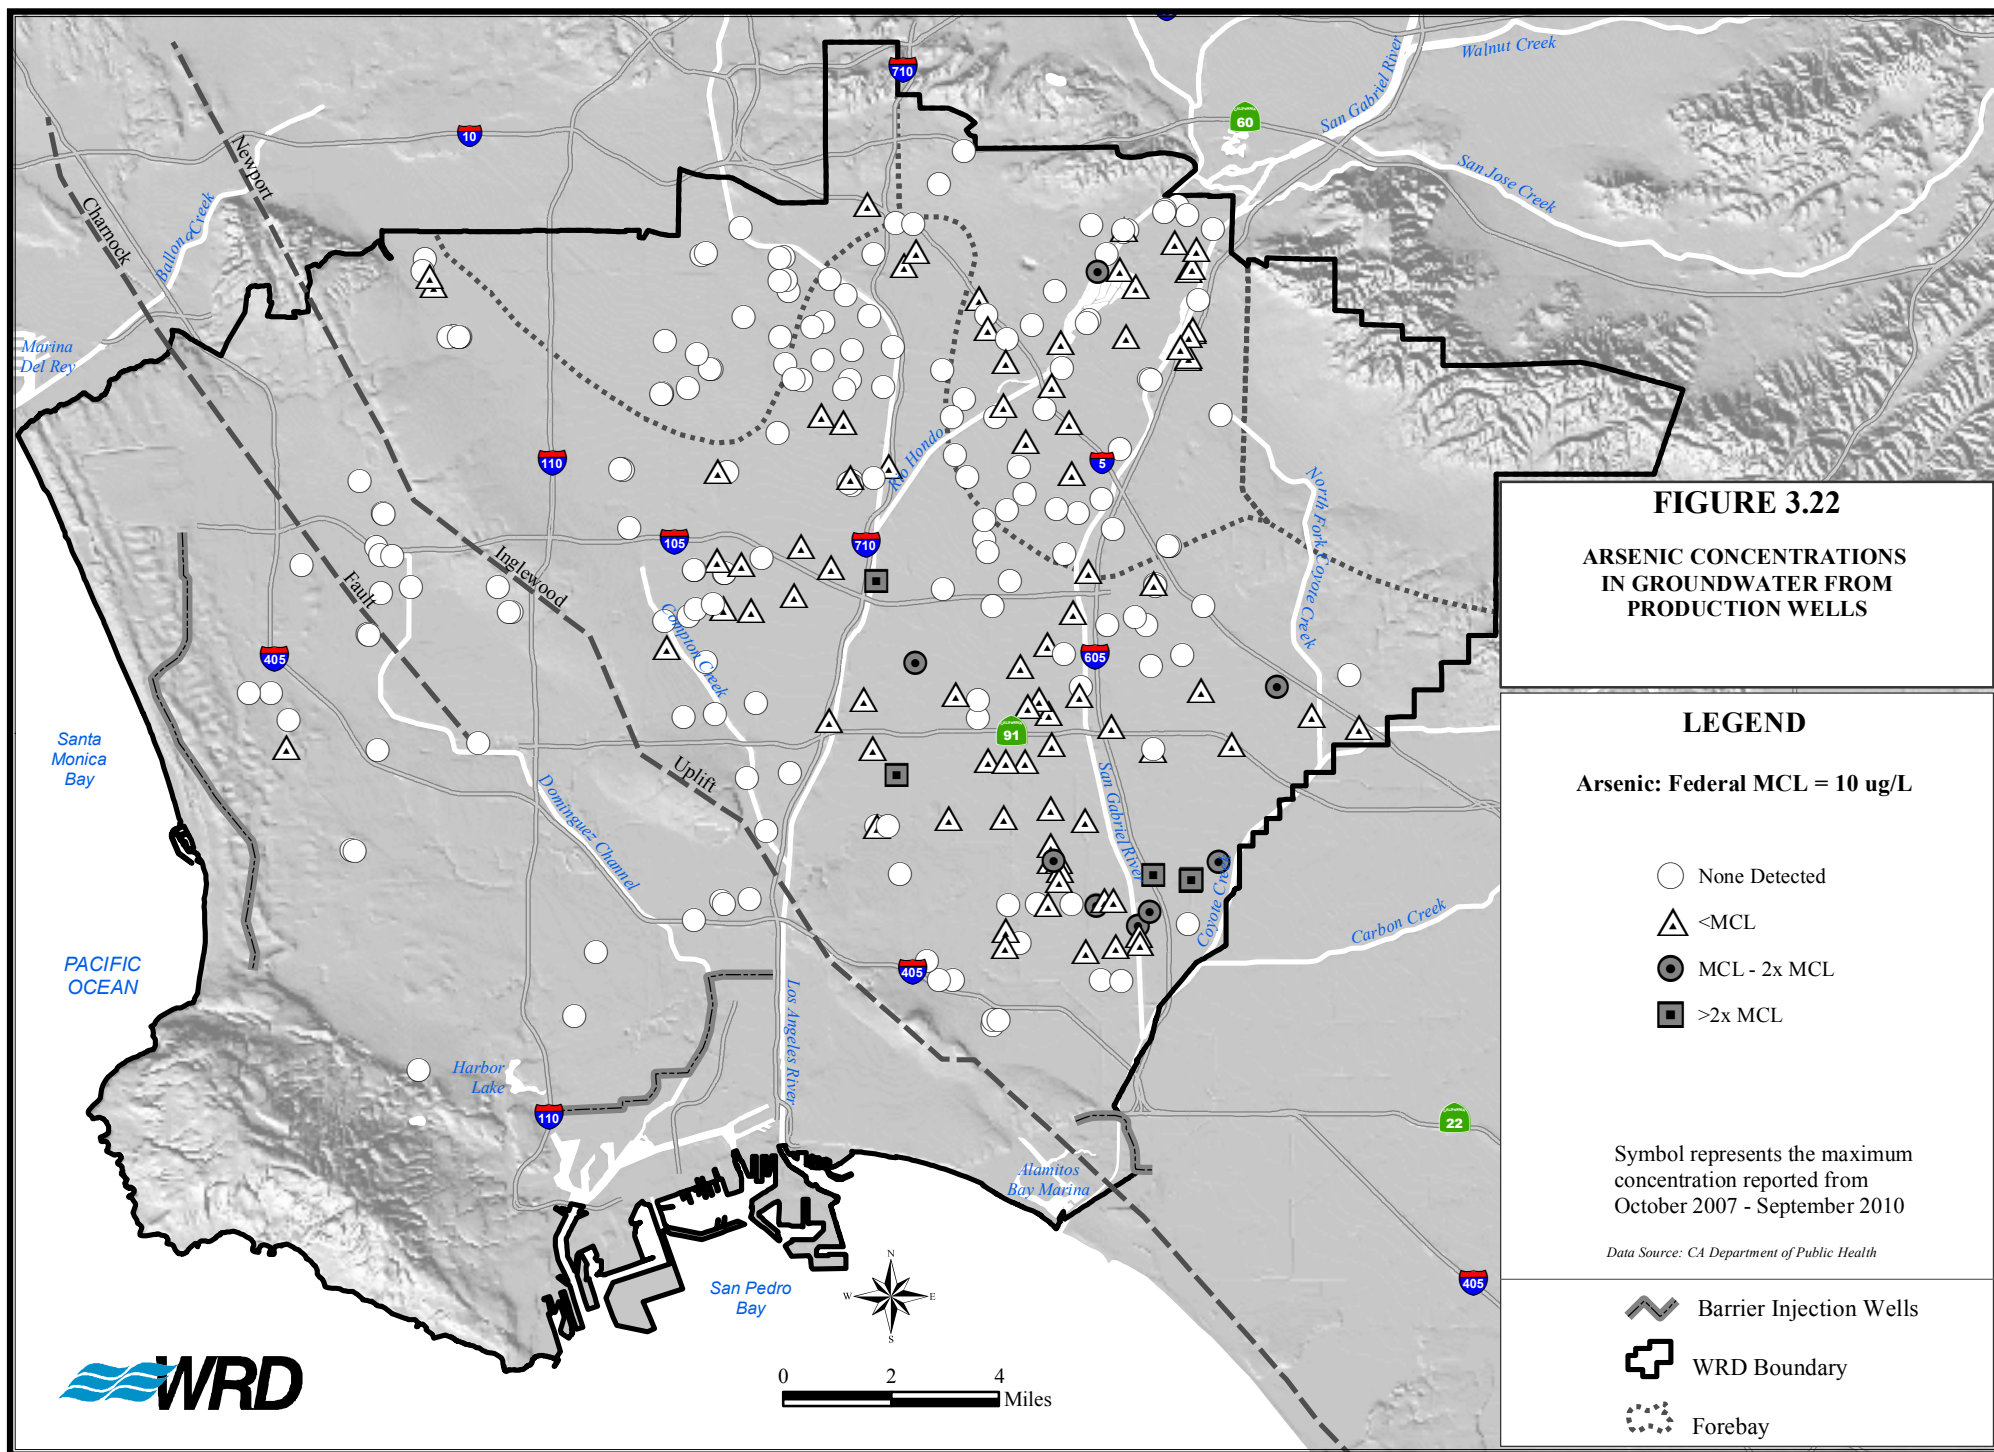 710
10
60
Walnut Creek
San Gabriel River
San Jose Creek
Newport
Charnock
Ballona Creek
Marina
Del Rey
110
5
Rio Hondo
North Fork Coyote Creek
105
710
Inglewood
Fault
Compton Creek
405
605
91
Santa
Monica
Bay
Uplift
Dominguez Channel
San Gabriel River
Coyote Creek
Carbon Creek
PACIFIC
OCEAN
405
Los Angeles River
Harbor
Lake
110
22
Alamitos
Bay Marina
405
San Pedro
Bay
N
W E
S
0 2 4
Miles
WRD
FIGURE 3.22
ARSENIC CONCENTRATIONS
IN GROUNDWATER FROM
PRODUCTION WELLS
LEGEND
Arsenic: Federal MCL = 10 ug/L
None Detected
<MCL
MCL - 2x MCL
>2x MCL
Symbol represents the maximum
concentration reported from
October 2007 - September 2010
Data Source: CA Department of Public Health
Barrier Injection Wells
WRD Boundary
Forebay